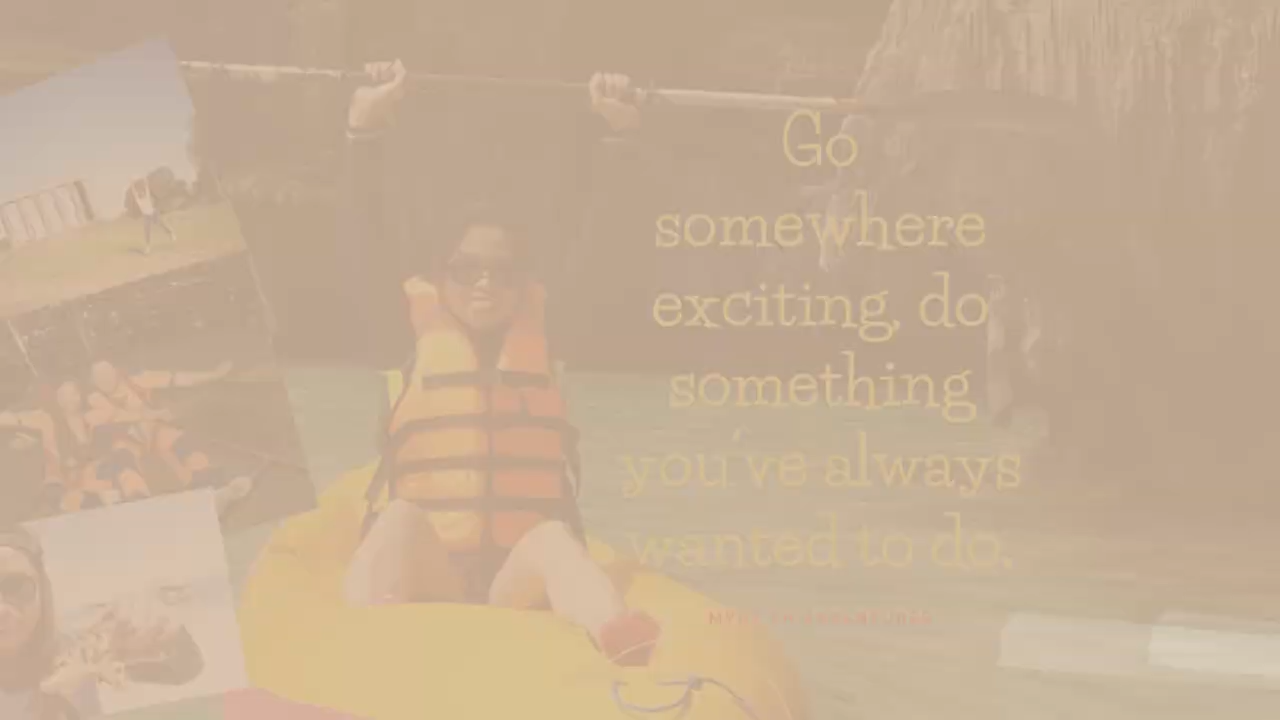 Go
somewhere
exciting, do
something
you've always
wanted to do.